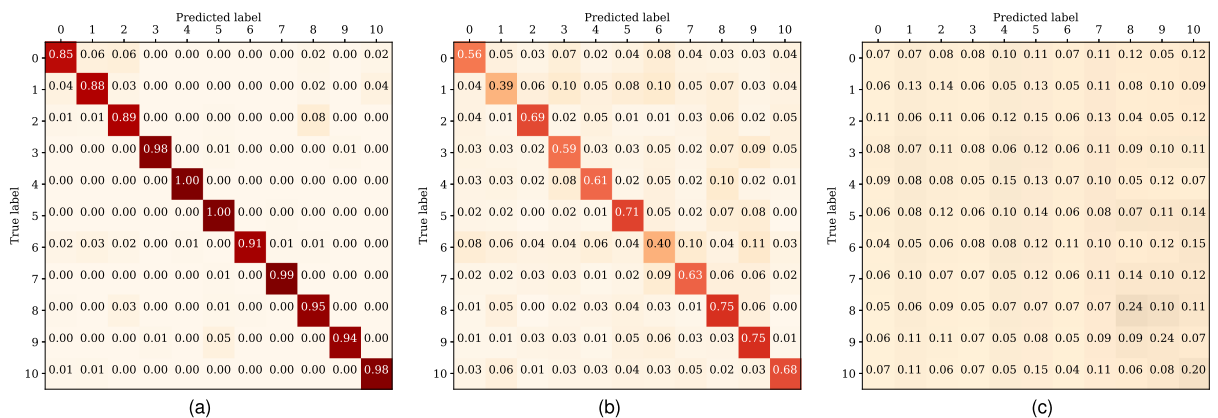 Predicted label
0 1 2 3 4 5 6 7 8 9 10
True label
0 0.85 0.06 0.06 0.00 0.00 0.00 0.00 0.00 0.02 0.00 0.02
1 0.04 0.88 0.03 0.00 0.00 0.00 0.00 0.00 0.02 0.00 0.04
2 0.01 0.01 0.89 0.00 0.00 0.01 0.00 0.00 0.08 0.00 0.00
3 0.00 0.00 0.00 0.98 0.00 0.00 0.00 0.00 0.00 0.01 0.00
4 0.00 0.00 0.00 0.00 1.00 0.00 0.00 0.00 0.00 0.00 0.00
5 0.00 0.00 0.00 0.00 0.00 1.00 0.00 0.00 0.00 0.00 0.00
6 0.02 0.03 0.02 0.00 0.01 0.00 0.91 0.01 0.01 0.00 0.00
7 0.00 0.00 0.00 0.00 0.00 0.01 0.00 0.99 0.00 0.00 0.00
8 0.00 0.00 0.03 0.00 0.00 0.01 0.00 0.00 0.95 0.00 0.00
9 0.00 0.00 0.00 0.01 0.00 0.05 0.00 0.00 0.00 0.94 0.00
10 0.01 0.01 0.00 0.00 0.00 0.00 0.00 0.00 0.00 0.00 0.98
(a)
Predicted label
0 1 2 3 4 5 6 7 8 9 10
True label
0 0.56 0.05 0.03 0.07 0.02 0.04 0.08 0.04 0.03 0.03 0.04
1 0.04 0.39 0.06 0.10 0.05 0.08 0.10 0.05 0.07 0.03 0.04
2 0.04 0.01 0.69 0.02 0.05 0.01 0.01 0.03 0.06 0.02 0.05
3 0.03 0.03 0.02 0.59 0.03 0.03 0.05 0.02 0.07 0.09 0.05
4 0.03 0.03 0.02 0.08 0.61 0.04 0.05 0.02 0.10 0.02 0.01
5 0.02 0.02 0.01 0.02 0.01 0.71 0.05 0.02 0.07 0.08 0.00
6 0.08 0.06 0.04 0.04 0.06 0.04 0.40 0.10 0.04 0.11 0.03
7 0.02 0.02 0.03 0.03 0.01 0.02 0.09 0.63 0.06 0.06 0.02
8 0.01 0.05 0.00 0.02 0.03 0.04 0.03 0.01 0.75 0.06 0.00
9 0.01 0.01 0.03 0.01 0.02 0.05 0.06 0.03 0.03 0.75 0.01
10 0.03 0.06 0.01 0.03 0.04 0.03 0.05 0.02 0.03 0.03 0.68
(b)
Predicted label
0 1 2 3 4 5 6 7 8 9 10
True label
0 0.07 0.07 0.08 0.08 0.10 0.11 0.07 0.11 0.12 0.05 0.12
1 0.06 0.13 0.14 0.06 0.05 0.13 0.05 0.11 0.08 0.10 0.09
2 0.11 0.06 0.11 0.06 0.12 0.15 0.06 0.13 0.04 0.05 0.12
3 0.08 0.07 0.11 0.08 0.06 0.12 0.06 0.11 0.09 0.10 0.11
4 0.09 0.08 0.08 0.05 0.15 0.13 0.07 0.10 0.05 0.12 0.07
5 0.06 0.08 0.12 0.06 0.10 0.14 0.06 0.08 0.07 0.11 0.14
6 0.04 0.05 0.06 0.08 0.08 0.12 0.11 0.10 0.10 0.12 0.15
7 0.06 0.10 0.07 0.07 0.05 0.12 0.06 0.11 0.14 0.10 0.12
8 0.05 0.06 0.09 0.05 0.07 0.07 0.07 0.07 0.24 0.10 0.11
9 0.06 0.11 0.11 0.07 0.05 0.08 0.05 0.09 0.09 0.24 0.07
10 0.07 0.11 0.06 0.07 0.05 0.15 0.04 0.11 0.06 0.08 0.20
(c)